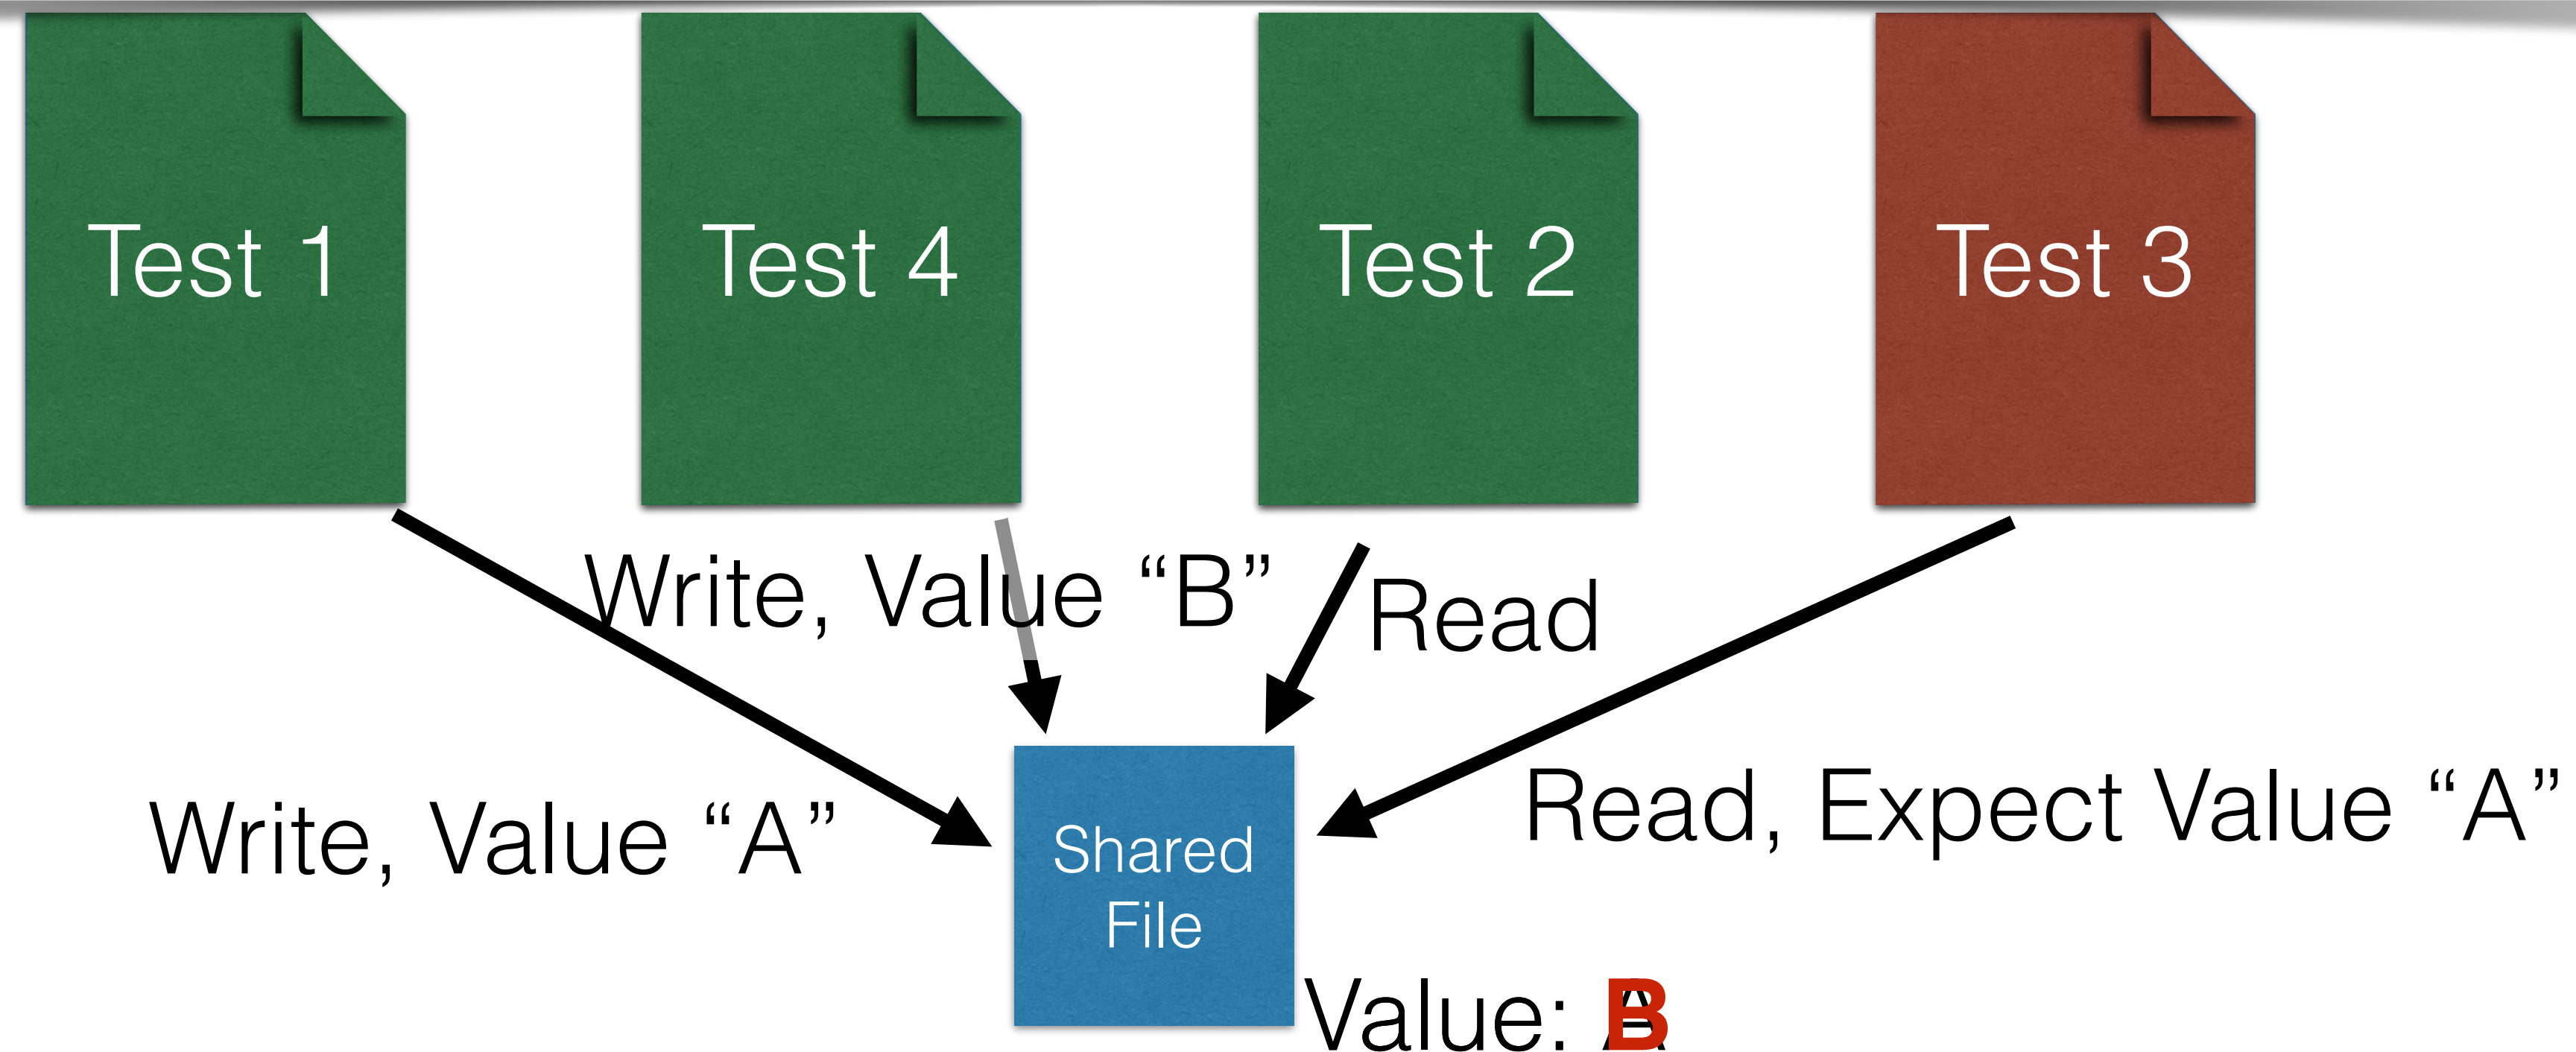 Test 1
Test 4
Test 2
Test 3
Write, Value “B”
Read
Write, Value “A”
Read, Expect Value “A”
Shared
File
Value: B